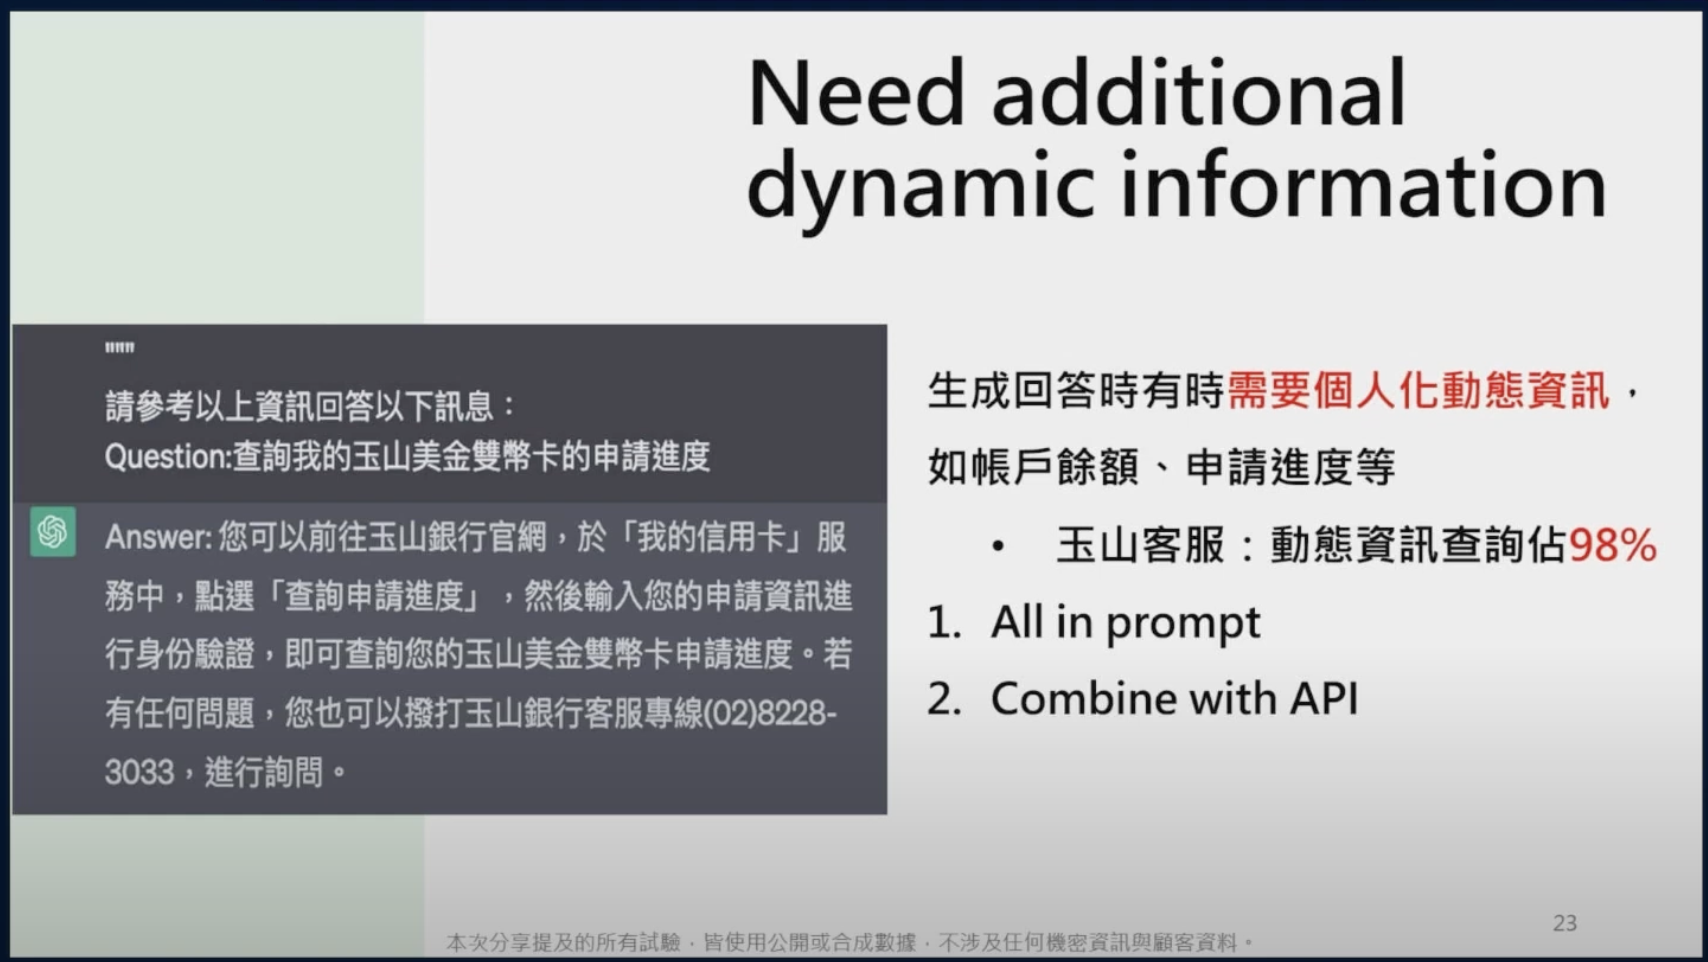 Need additional
dynamic information
"""
請參考以上資訊回答以下訊息：
Question:查詢我的玉山美金雙幣卡的申請進度
Answer: 您可以前往玉山銀行官網，於「我的信用卡」服
務中，點選「查詢申請進度」，然後輸入您的申請資訊進
行身份驗證，即可查詢您的玉山美金雙幣卡申請進度。若
有任何問題，您也可以撥打玉山銀行客服專線(02)8228-
3033，進行詢問。
生成回答時有時需要個人化動態資訊，
如帳戶餘額、申請進度等
• 玉山客服：動態資訊查詢佔98%
1. All in prompt
2. Combine with API
23
本次分享提及的所有試驗，皆使用公開或合成數據，不涉及任何機密資訊與顧客資料。